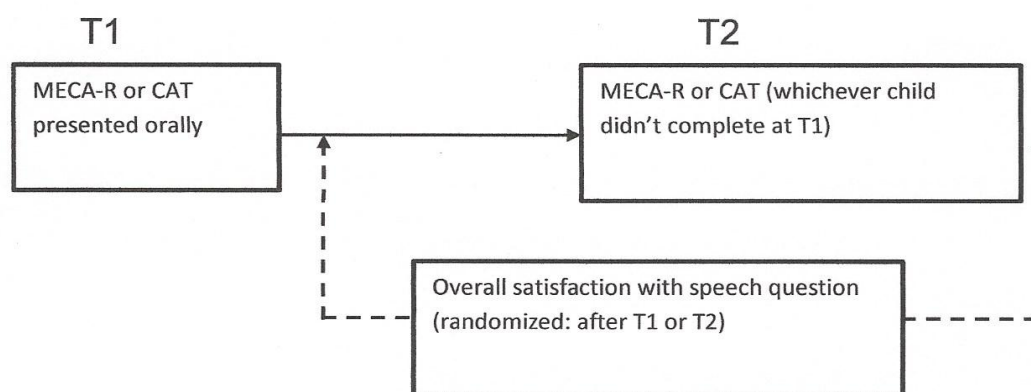 T1
T2
MECA-R or CAT
presented orally
MECA-R or CAT (whichever child
didn't complete at T1)
Overall satisfaction with speech question
(randomized: after T1 or T2)